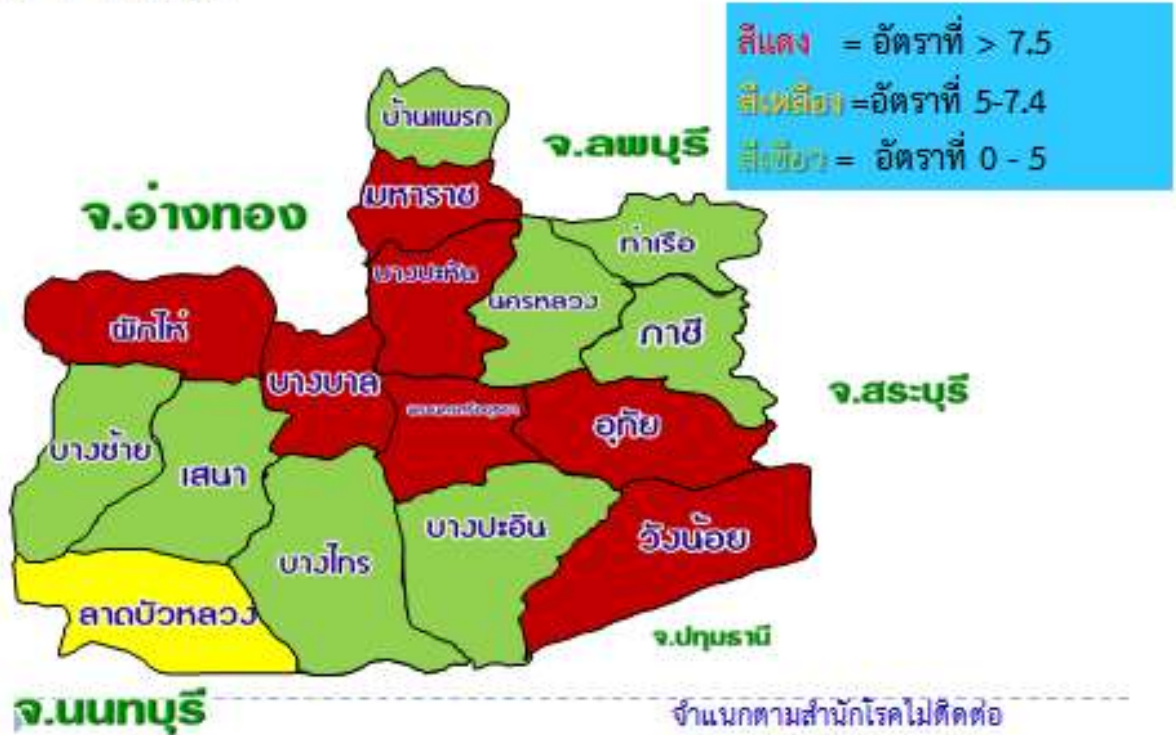 สีแดง = อัตราที่ > 7.5
สีเหลือง =อัตราที่ 5-7.4
สีเขียว = อัตราที่ 0 - 5
บ้านแพรก
จ.ลพบุรี
มหาราช
จ.อ่างทอง
ท่าเรือ
บางปะหัน
นครหลวง
ภาชี
ผักไห่
บางบาล
จ.สระบุรี
อุทัย
บางซ้าย
เสนา
บางปะอิน
วังน้อย
บางไทร
ลาดบัวหลวง
จ.ปทุมธานี
จ.นนทบุรี
จำแนกตามสำนักโรคไม่ติดต่อ